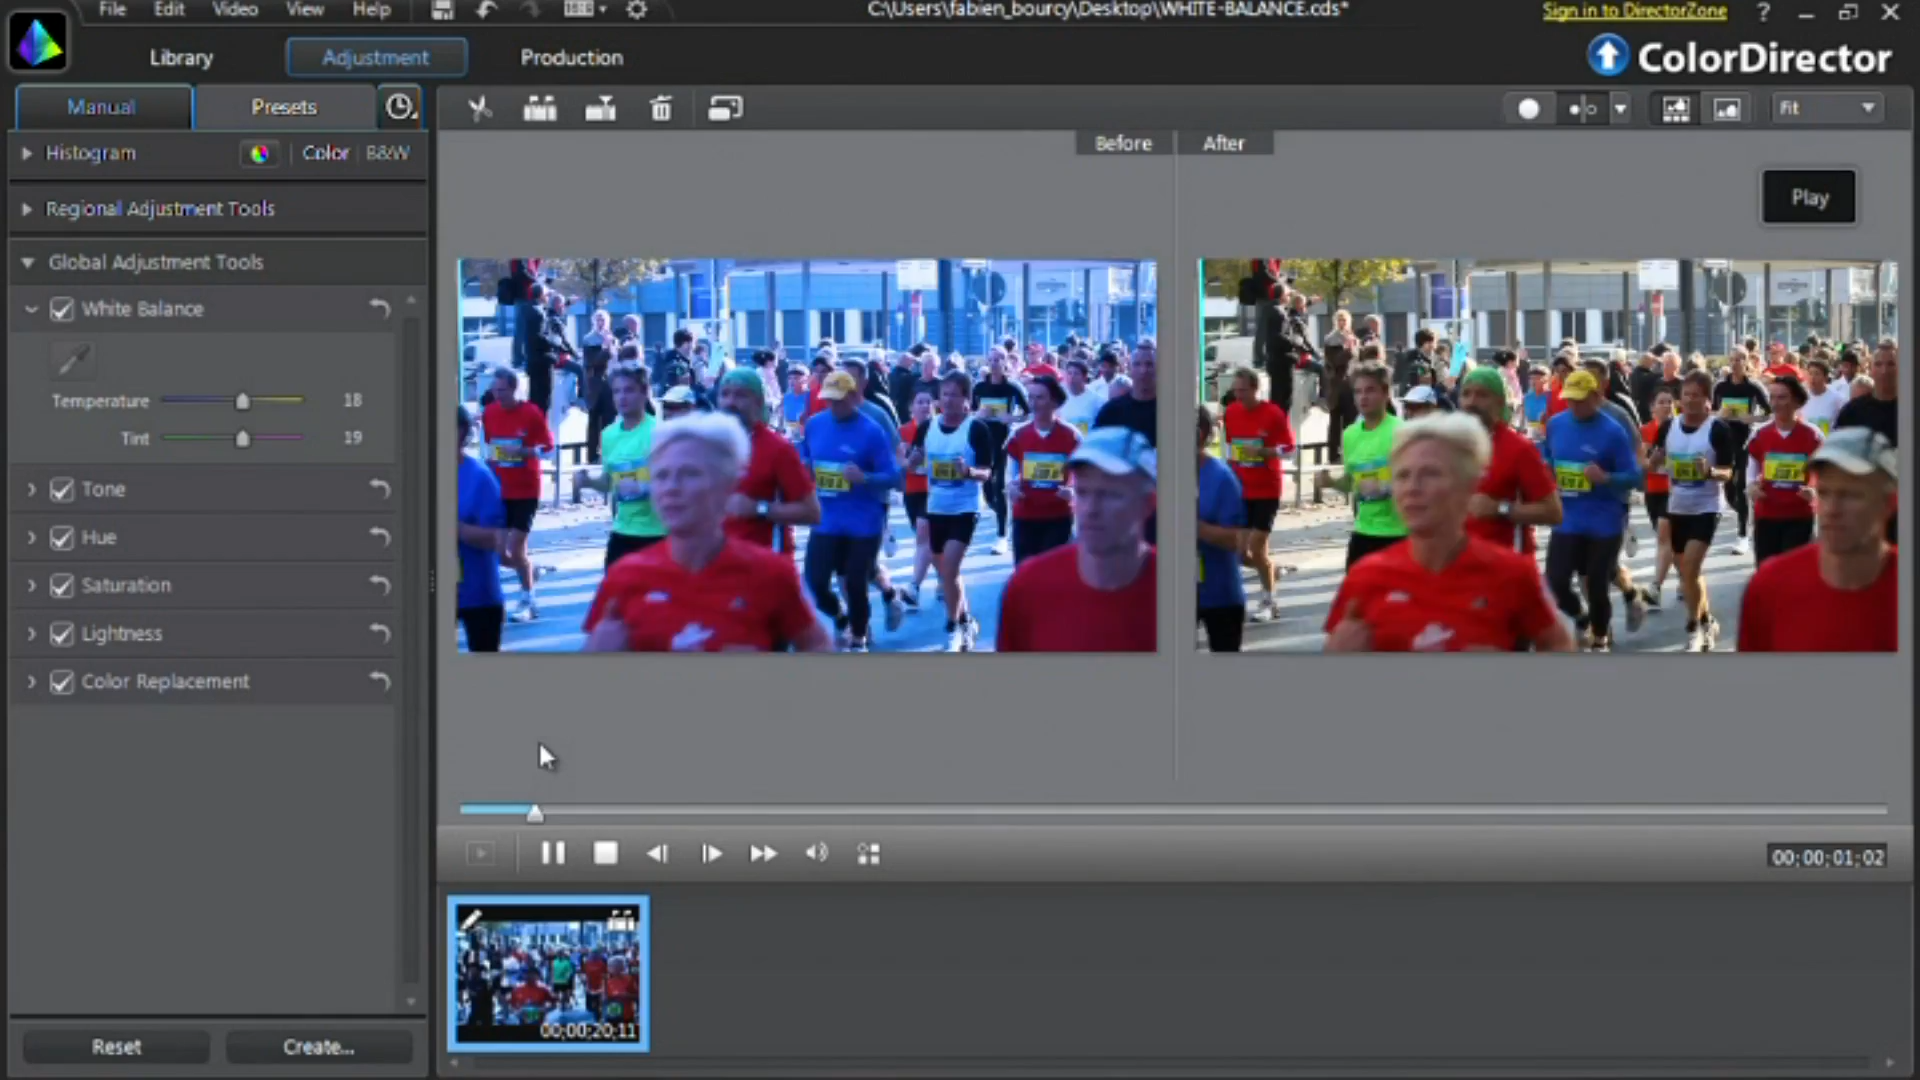 File Edit Video View Help
C:\Users\fabien_bourcy\Desktop\WHITE-BALANCE.cds*
Sign in to DirectorZone ?
Library Adjustment Production
ColorDirector
Manual Presets
Fit
Before After
Histogram Color B&W
Play
Regional Adjustment Tools
Global Adjustment Tools
White Balance
Temperature 18
Tint 19
Tone
Hue
Saturation
Lightness
Color Replacement
00;00;01;02
00;00;20;11
Reset Create...